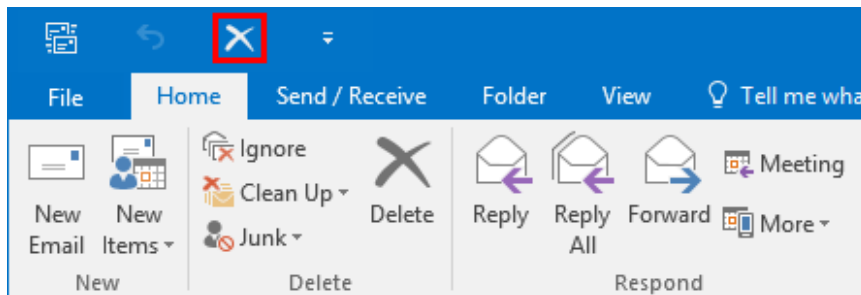 File Home Send / Receive Folder View Tell me wha
Ignore
Clean Up
Junk
New
Email
New
Items
Delete
Reply
Reply
All
Forward
Meeting
More
New Delete Respond